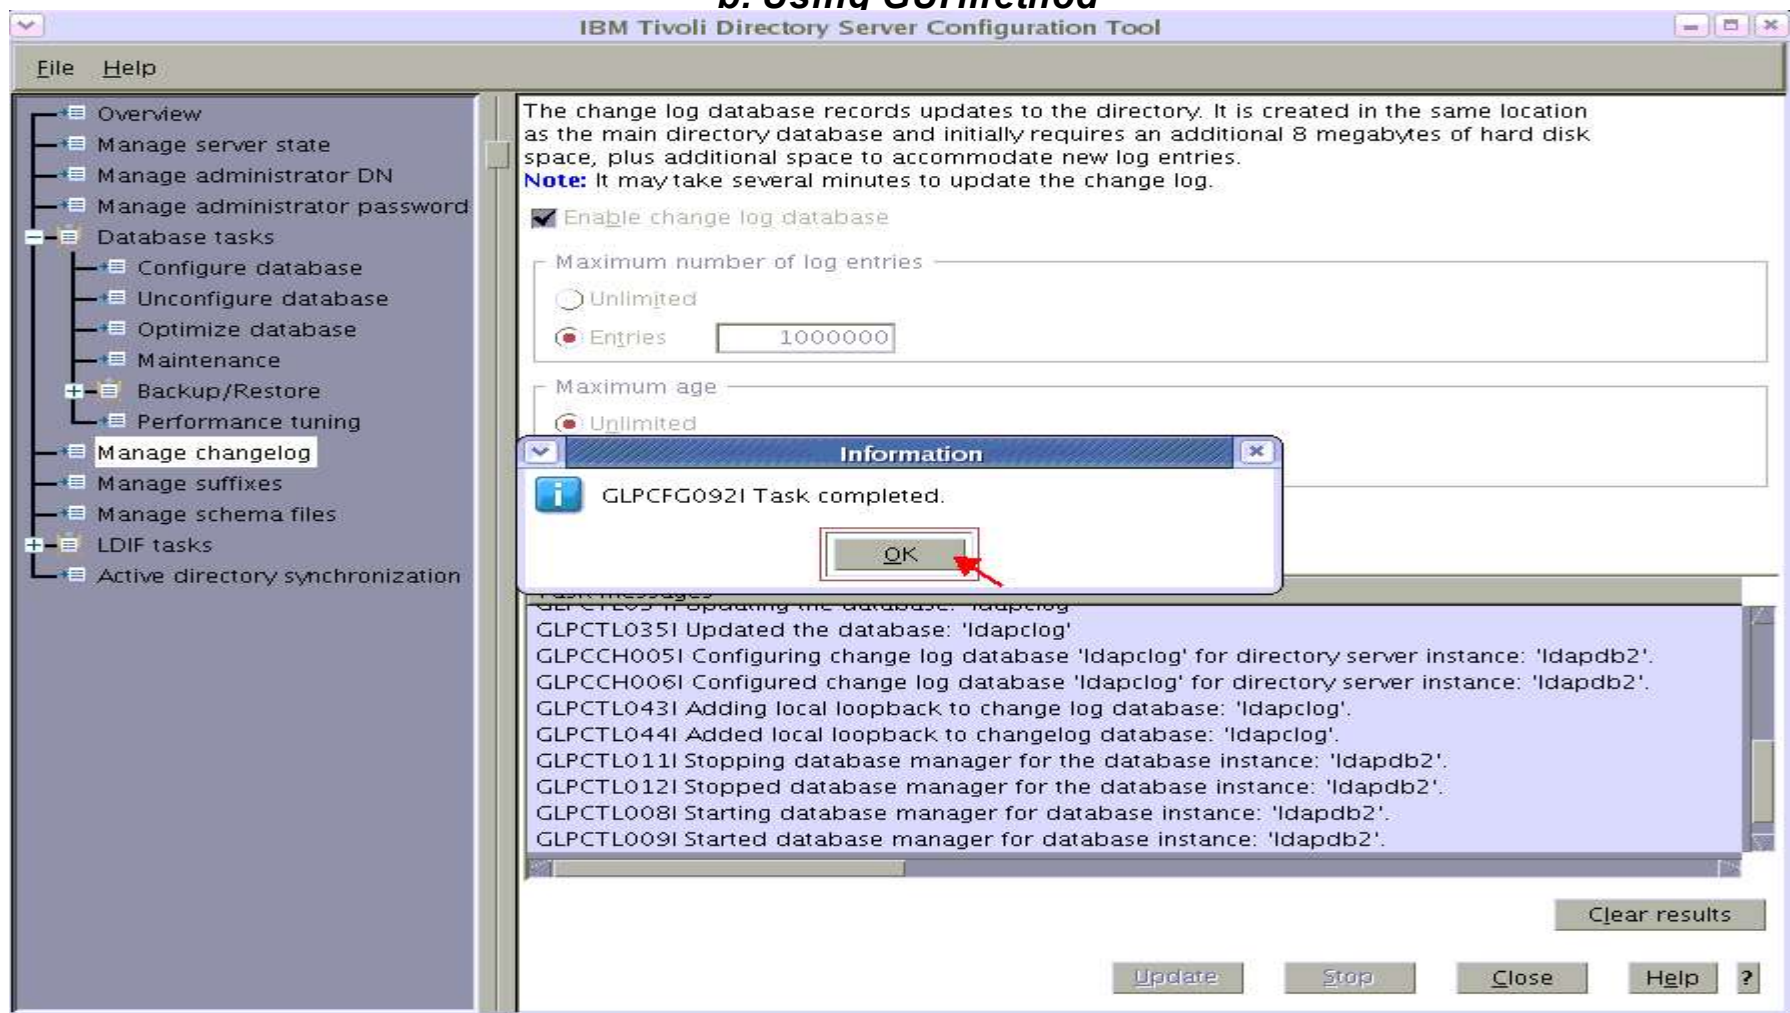 b. Using GUI method
IBM Tivoli Directory Server Configuration Tool
File Help
Overview
Manage server state
Manage administrator DN
Manage administrator password
Database tasks
Configure database
Unconfigure database
Optimize database
Maintenance
Backup/Restore
Performance tuning
Manage changelog
Manage suffixes
Manage schema files
LDIF tasks
Active directory synchronization
The change log database records updates to the directory. It is created in the same location
as the main directory database and initially requires an additional 8 megabytes of hard disk
space, plus additional space to accommodate new log entries.
Note: It may take several minutes to update the change log.
Enable change log database
Maximum number of log entries
Unlimited
Entries 1000000
Maximum age
Unlimited
Information
GLPCFG092I Task completed.
OK
Task messages
GLPCTL034I Updating the database: 'ldapclog'
GLPCTL035I Updated the database: 'ldapclog'
GLPCCH005I Configuring change log database 'ldapclog' for directory server instance: 'ldapdb2'.
GLPCCH006I Configured change log database 'ldapclog' for directory server instance: 'ldapdb2'.
GLPCTL043I Adding local loopback to change log database: 'ldapclog'.
GLPCTL044I Added local loopback to changelog database: 'ldapclog'.
GLPCTL011I Stopping database manager for the database instance: 'ldapdb2'.
GLPCTL012I Stopped database manager for the database instance: 'ldapdb2'.
GLPCTL008I Starting database manager for database instance: 'ldapdb2'.
GLPCTL009I Started database manager for database instance: 'ldapdb2'.
Clear results
Update Stop Close Help ?